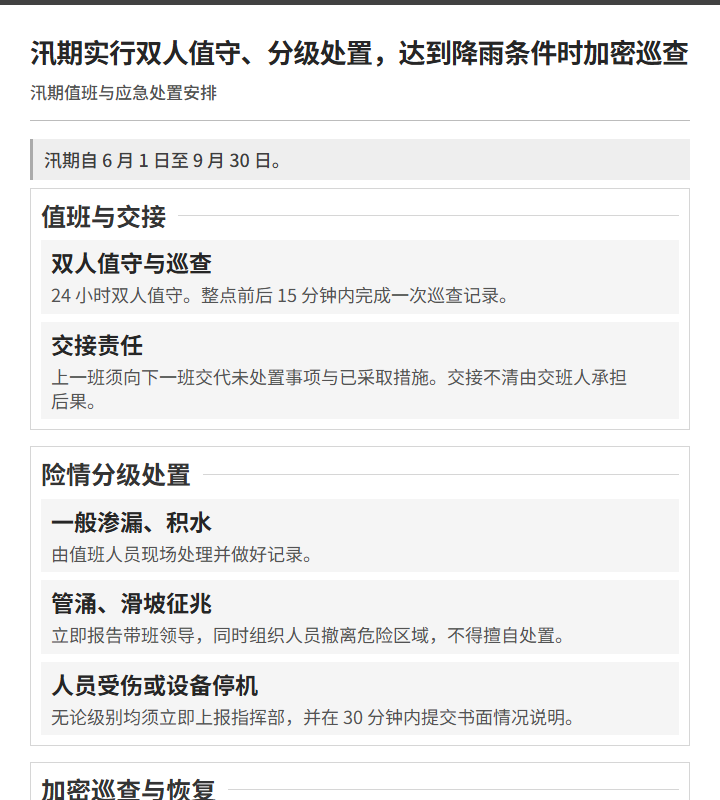 汛期实行双人值守、分级处置，达到降雨条件时加密巡查
汛期值班与应急处置安排
汛期自 6 月 1 日至 9 月 30 日。
值班与交接
双人值守与巡查
24 小时双人值守。整点前后 15 分钟内完成一次巡查记录。
交接责任
上一班须向下一班交代未处置事项与已采取措施。交接不清由交班人承担
后果。
险情分级处置
一般渗漏、积水
由值班人员现场处理并做好记录。
管涌、滑坡征兆
立即报告带班领导，同时组织人员撤离危险区域，不得擅自处置。
人员受伤或设备停机
无论级别均须立即上报指挥部，并在 30 分钟内提交书面情况说明。
加密巡查与恢复